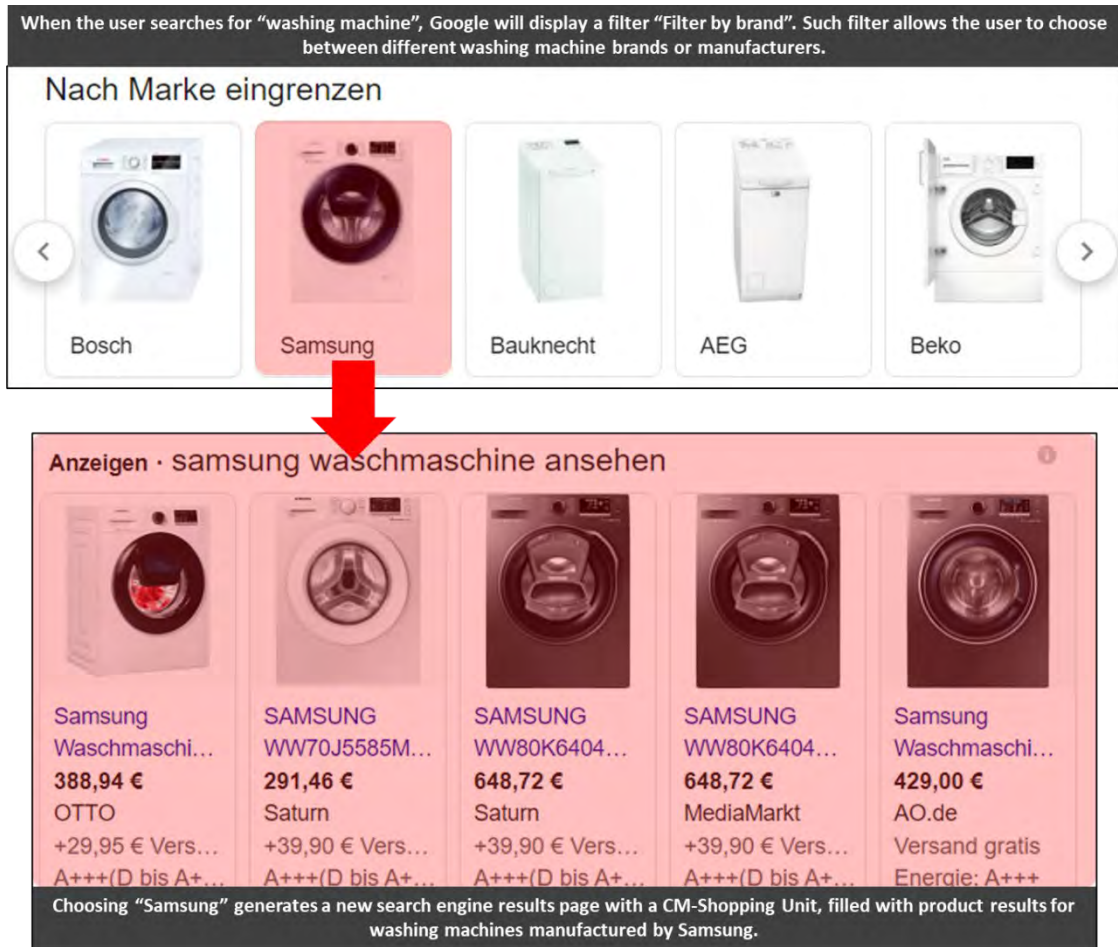 When the user searches for “washing machine”, Google will display a filter “Filter by brand”. Such filter allows the user to choose
between different washing machine brands or manufacturers.
Nach Marke eingrenzen
Bosch Samsung Bauknecht AEG Beko
Anzeigen · samsung waschmaschine ansehen
Samsung SAMSUNG SAMSUNG SAMSUNG Samsung
Waschmaschi... WW70J5585M... WW80K6404... WW80K6404... Waschmaschi...
388,94 € 291,46 € 648,72 € 648,72 € 429,00 €
OTTO Saturn Saturn MediaMarkt AO.de
+29,95 € Vers... +39,90 € Vers... +39,90 € Vers... +39,90 € Vers... Versand gratis
A+++(D bis A+... A+++(D bis A+... A+++(D bis A+... A+++(D bis A+... Energie: A+++
Choosing “Samsung” generates a new search engine results page with a CM-Shopping Unit, filled with product results for
washing machines manufactured by Samsung.